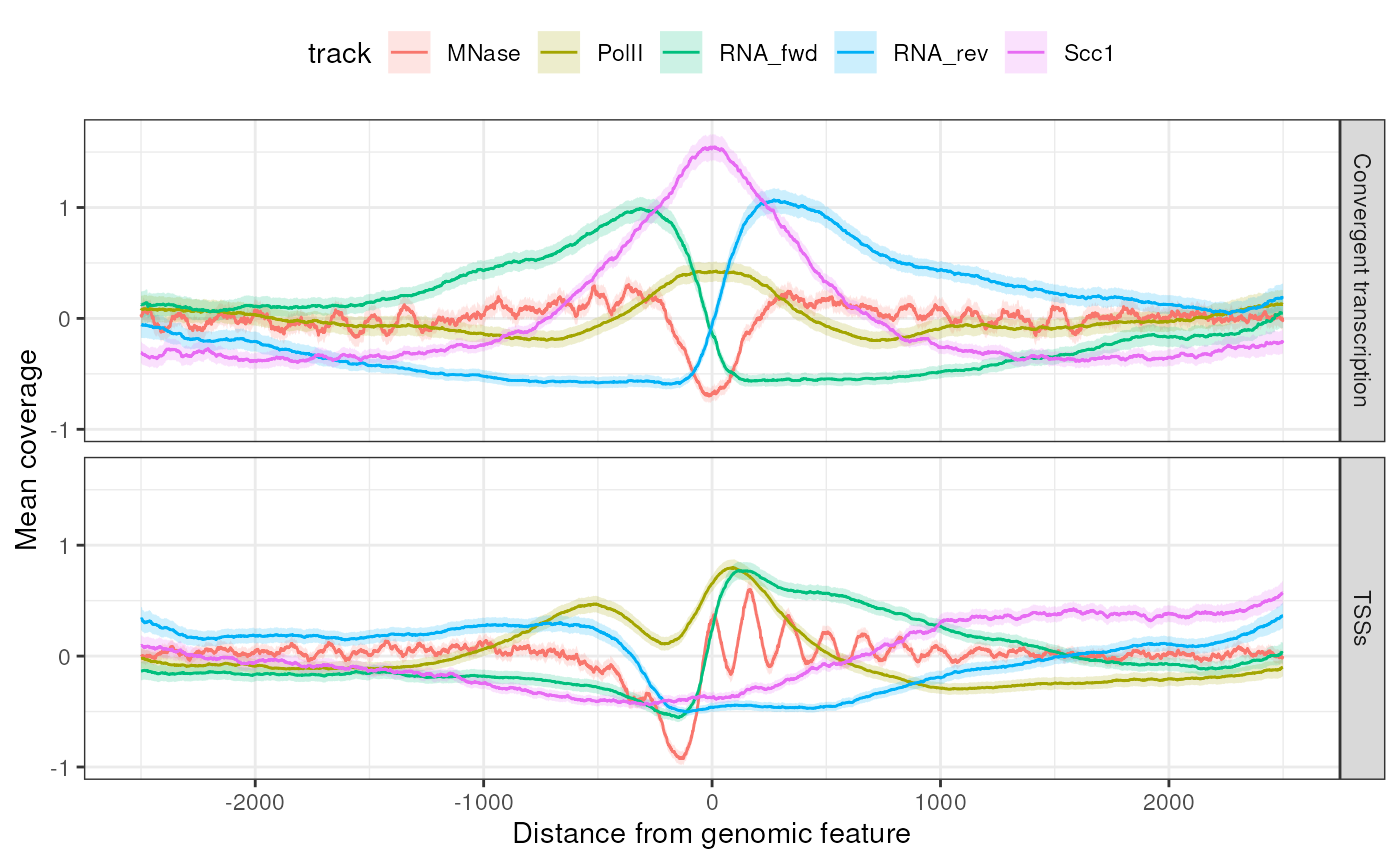 track MNase PolII RNA_fwd RNA_rev Scc1
Mean coverage
1
0
-1
Convergent transcription
1
0
-1
TSSs
-2000 -1000 0 1000 2000
Distance from genomic feature